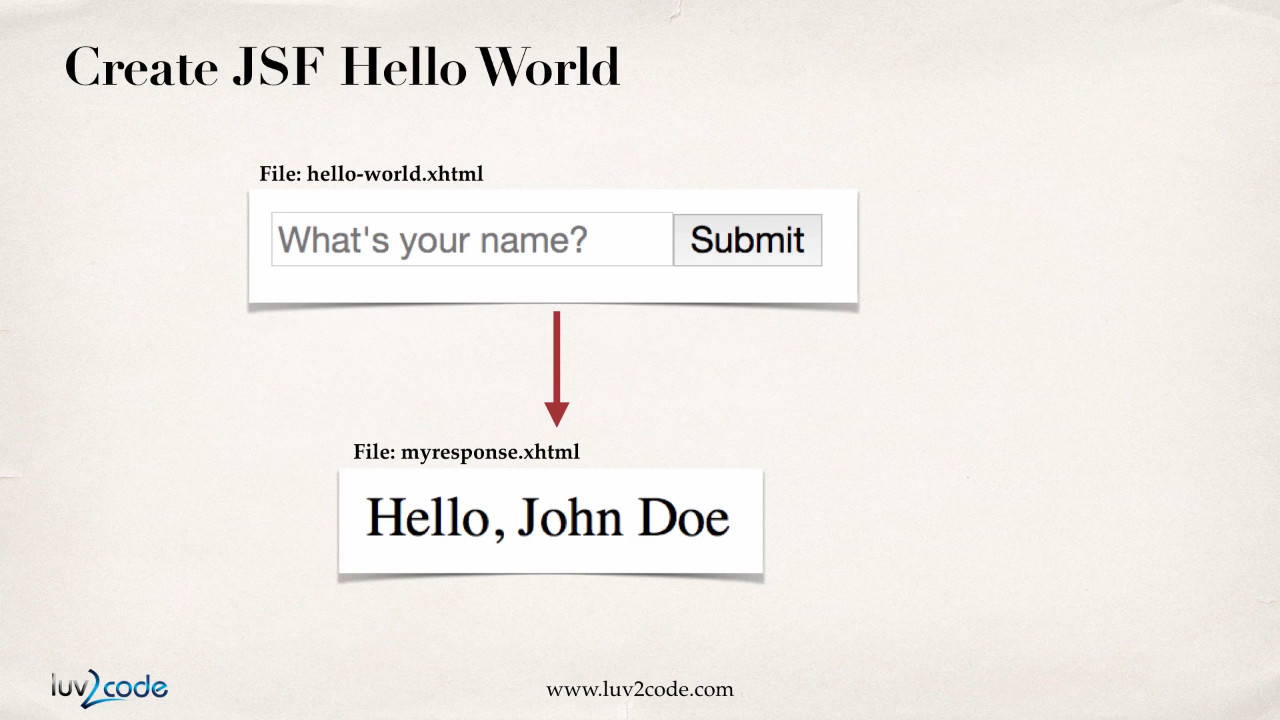 Create JSF Hello World
File: hello-world.xhtml
What's your name? Submit
File: myresponse.xhtml
Hello, John Doe
luv2code
www.luv2code.com